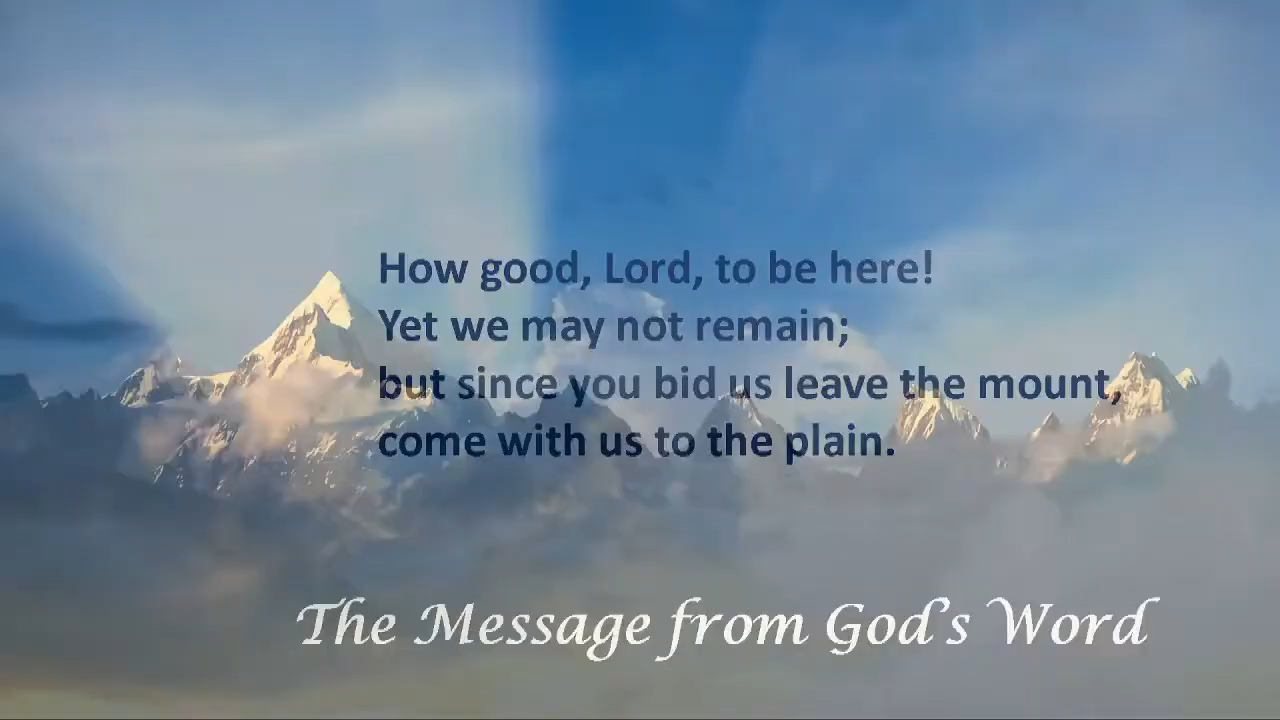 How good, Lord, to be here!
Yet we may not remain;
but since you bid us leave the mount,
come with us to the plain.
The Message from God's Word